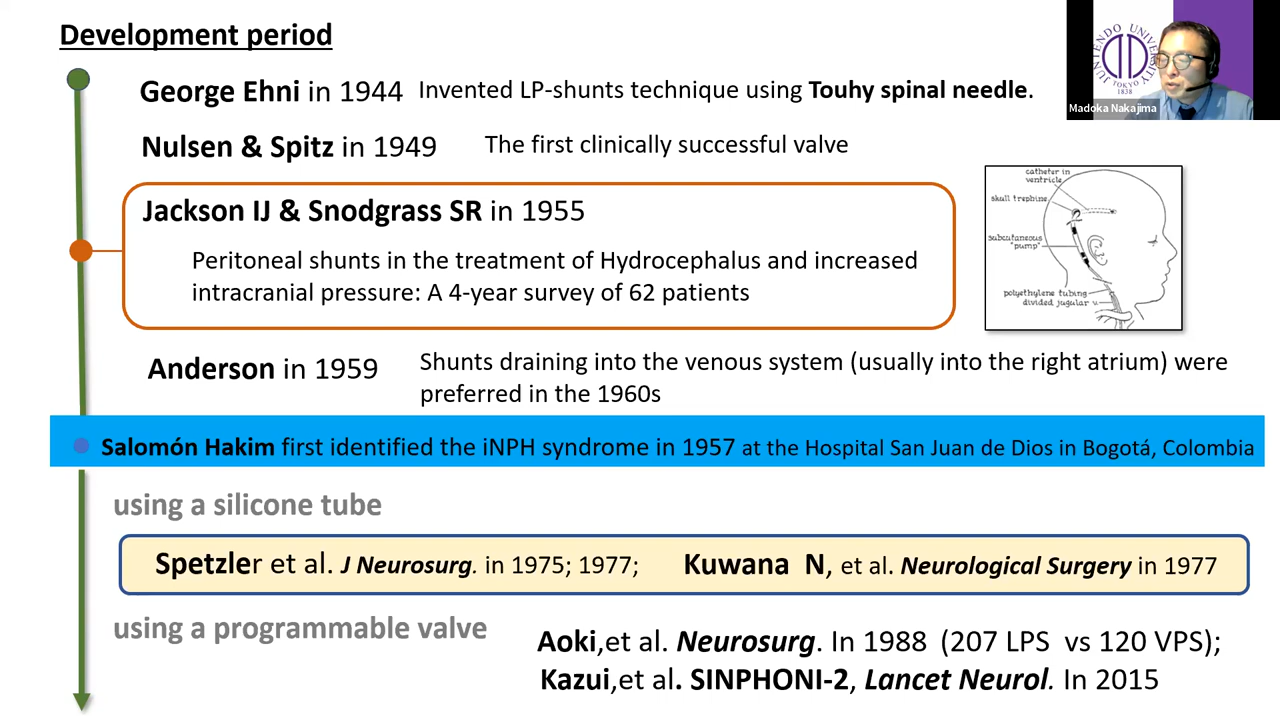 Development period
George Ehni in 1944 Invented LP-shunts technique using Touhy spinal needle.
Nulsen & Spitz in 1949 The first clinically successful valve
Jackson IJ & Snodgrass SR in 1955
Peritoneal shunts in the treatment of Hydrocephalus and increased
intracranial pressure: A 4-year survey of 62 patients
catheter in
ventricle
skull trephine
subcutaneous
"pump"
polyethylene tubing
divided jugular v.
Anderson in 1959 Shunts draining into the venous system (usually into the right atrium) were
preferred in the 1960s
Salomón Hakim first identified the iNPH syndrome in 1957 at the Hospital San Juan de Dios in Bogotá, Colombia
using a silicone tube
Spetzler et al. J Neurosurg. in 1975; 1977; Kuwana N, et al. Neurological Surgery in 1977
using a programmable valve
Aoki,et al. Neurosurg. In 1988 (207 LPS vs 120 VPS);
Kazui,et al. SINPHONI-2, Lancet Neurol. In 2015
JUNTENDO UNIVERSITY
TOKYO
1838
Madoka Nakajima